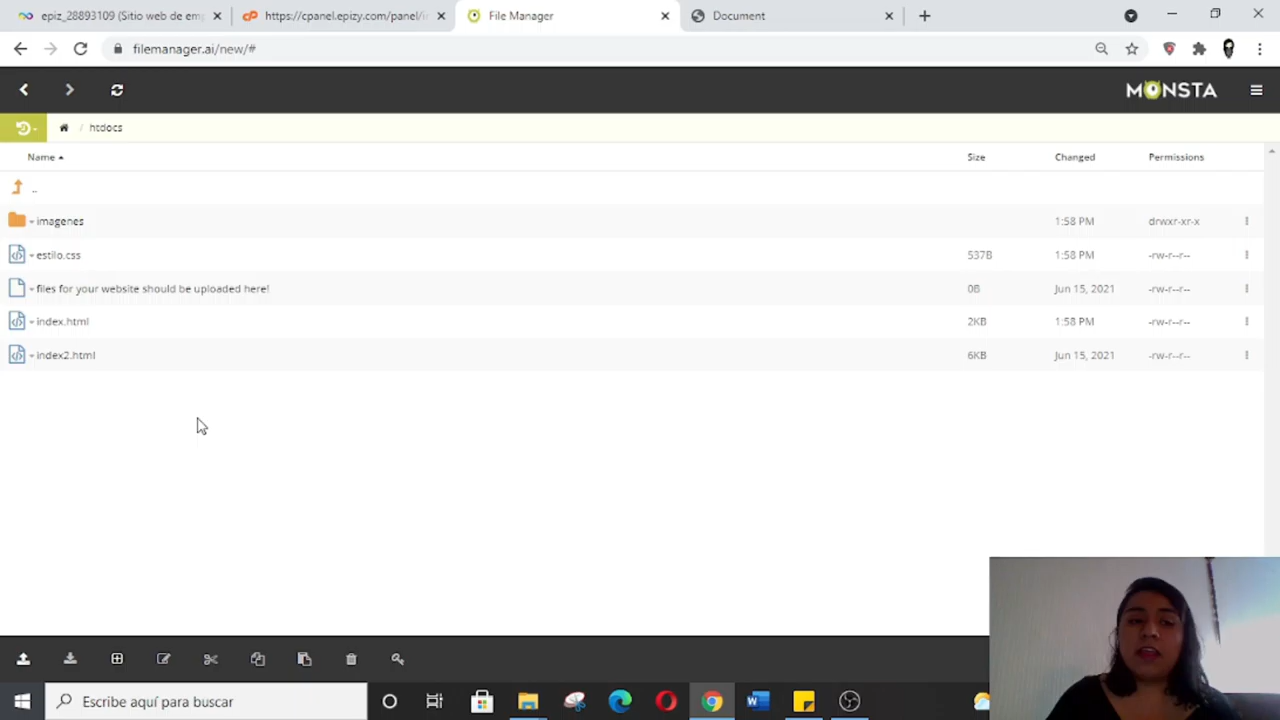 epiz_28893109 (Sitio web de em
https://cpanel.epizy.com/panel/i
File Manager
Document
filemanager.ai/new/#
MONSTA
/ htdocs
Name Size Changed Permissions
..
imagenes 1:58 PM drwxr-xr-x
estilo.css 537B 1:58 PM -rw-r--r--
files for your website should be uploaded here! 0B Jun 15, 2021 -rw-r--r--
index.html 2KB 1:58 PM -rw-r--r--
index2.html 6KB Jun 15, 2021 -rw-r--r--
Escribe aquí para buscar